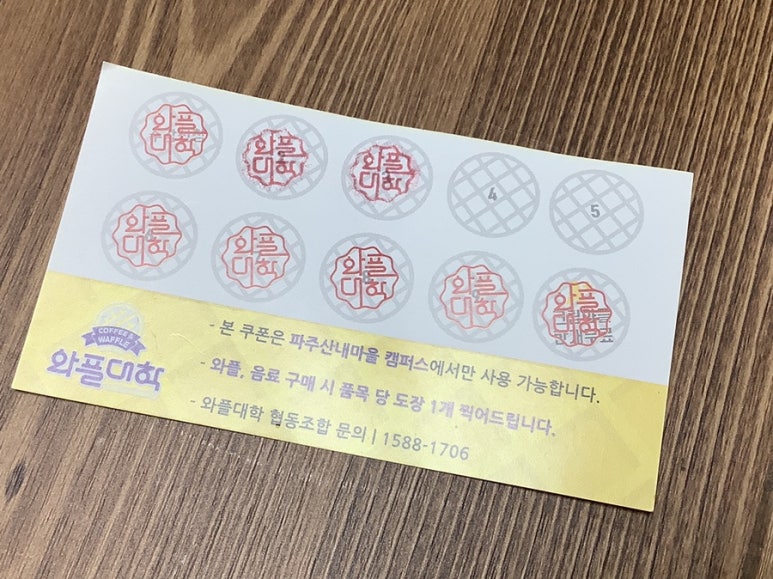 와플대학 와플대학 와플대학 4 5
와플대학 와플대학 와플대학 와플대학 와플대학
COFFEE &
WAFFLE
와플대학
- 본 쿠폰은 파주산내마을 캠퍼스에서만 사용 가능합니다.
- 와플, 음료 구매 시 품목 당 도장 1개 찍어드립니다.
- 와플대학 협동조합 문의 | 1588-1706